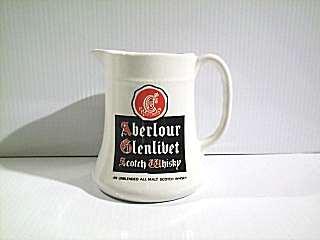 Aberlour
Glenlivet
Scotch Whisky
AN UNBLENDED ALL MALT SCOTCH WHISKY